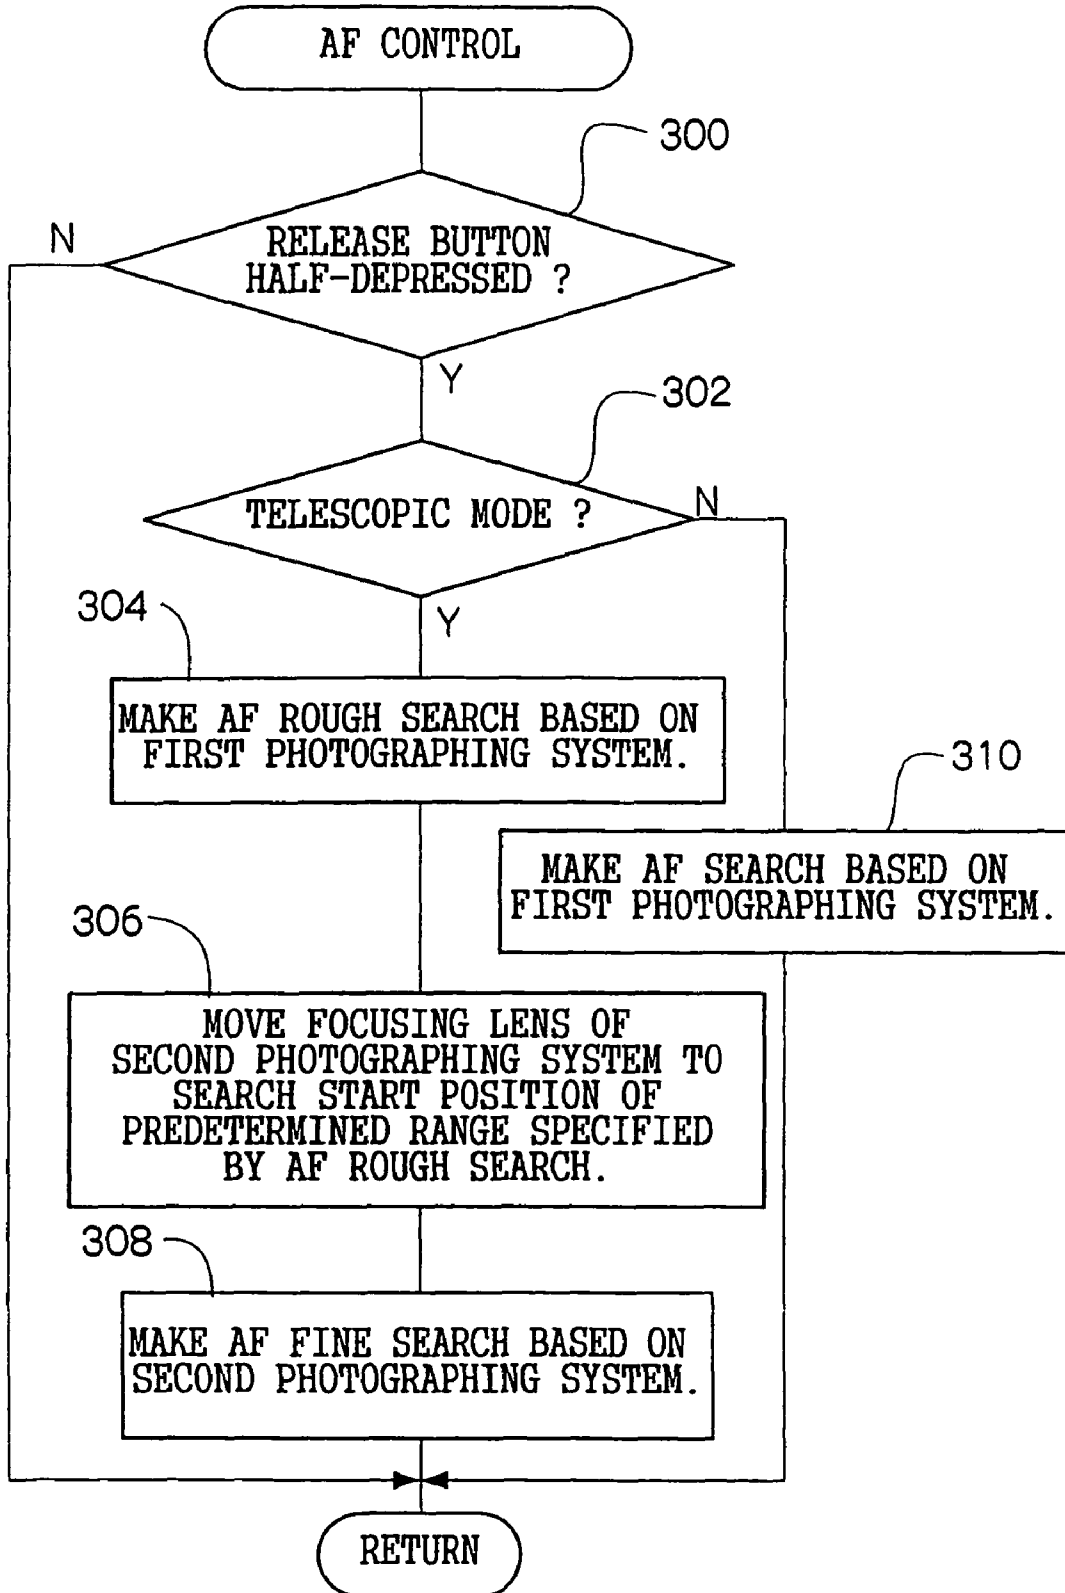 AF CONTROL
300
N
RELEASE BUTTON
HALF-DEPRESSED ?
Y
302
TELESCOPIC MODE ?
N
Y
304
MAKE AF ROUGH SEARCH BASED ON
FIRST PHOTOGRAPHING SYSTEM.
310
MAKE AF SEARCH BASED ON
FIRST PHOTOGRAPHING SYSTEM.
306
MOVE FOCUSING LENS OF
SECOND PHOTOGRAPHING SYSTEM TO
SEARCH START POSITION OF
PREDETERMINED RANGE SPECIFIED
BY AF ROUGH SEARCH.
308
MAKE AF FINE SEARCH BASED ON
SECOND PHOTOGRAPHING SYSTEM.
RETURN